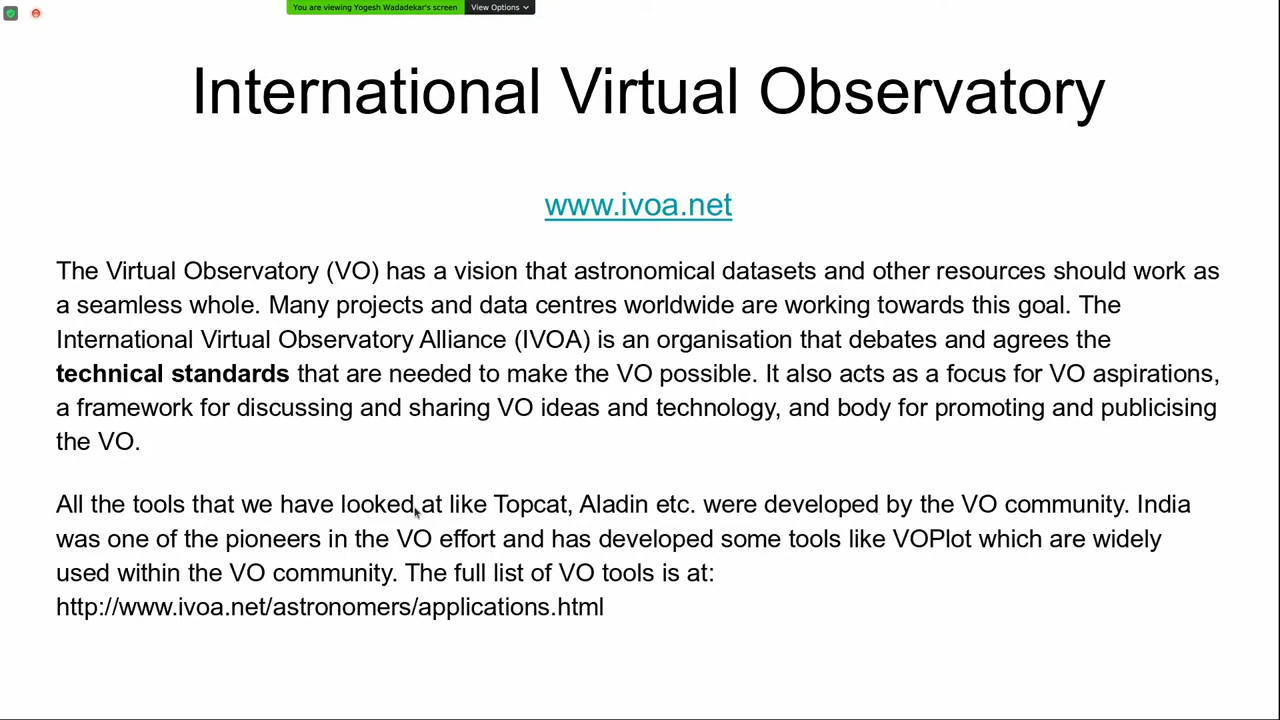 You are viewing Yogesh Wadadekar's screen View Options
International Virtual Observatory
www.ivoa.net
The Virtual Observatory (VO) has a vision that astronomical datasets and other resources should work as
a seamless whole. Many projects and data centres worldwide are working towards this goal. The
International Virtual Observatory Alliance (IVOA) is an organisation that debates and agrees the
technical standards that are needed to make the VO possible. It also acts as a focus for VO aspirations,
a framework for discussing and sharing VO ideas and technology, and body for promoting and publicising
the VO.
All the tools that we have looked at like Topcat, Aladin etc. were developed by the VO community. India
was one of the pioneers in the VO effort and has developed some tools like VOPlot which are widely
used within the VO community. The full list of VO tools is at:
http://www.ivoa.net/astronomers/applications.html